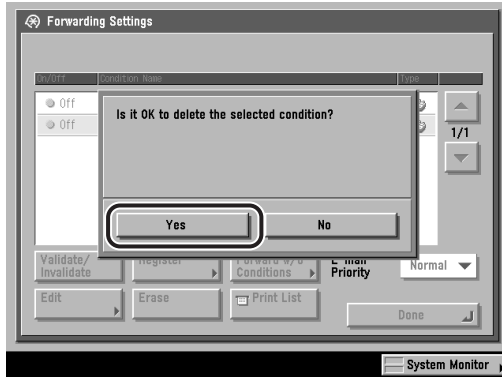 Forwarding Settings
On/Off Condition Name Type
Off
Off
Is it OK to delete the selected condition?
1/1
Yes No
Validate/
Invalidate
Register
Forward w/o
Conditions
E-mail
Priority
Normal
Edit Erase Print List
Done
System Monitor